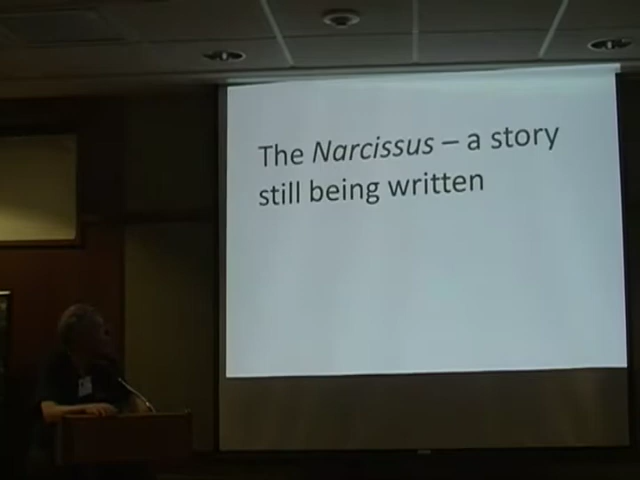 The Narcissus – a story
still being written